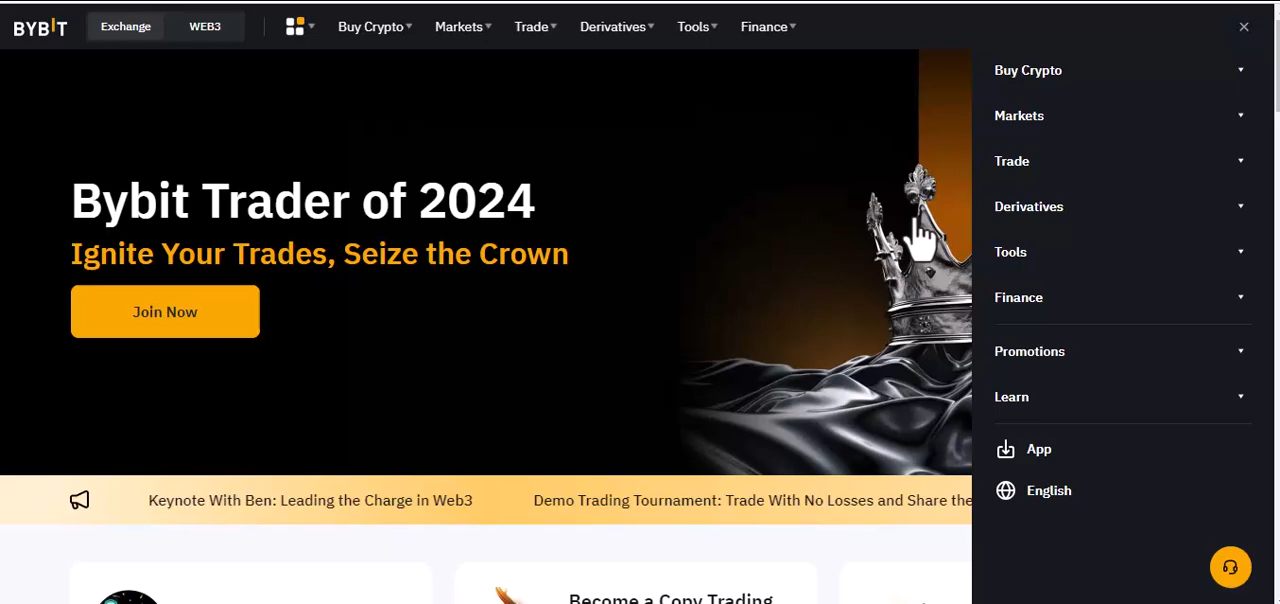 BYBIT Exchange WEB3 Buy Crypto Markets Trade Derivatives Tools Finance
Bybit Trader of 2024
Ignite Your Trades, Seize the Crown
Join Now
Keynote With Ben: Leading the Charge in Web3 Demo Trading Tournament: Trade With No Losses and Share the
Become a Copy Trading
Buy Crypto
Markets
Trade
Derivatives
Tools
Finance
Promotions
Learn
App
English